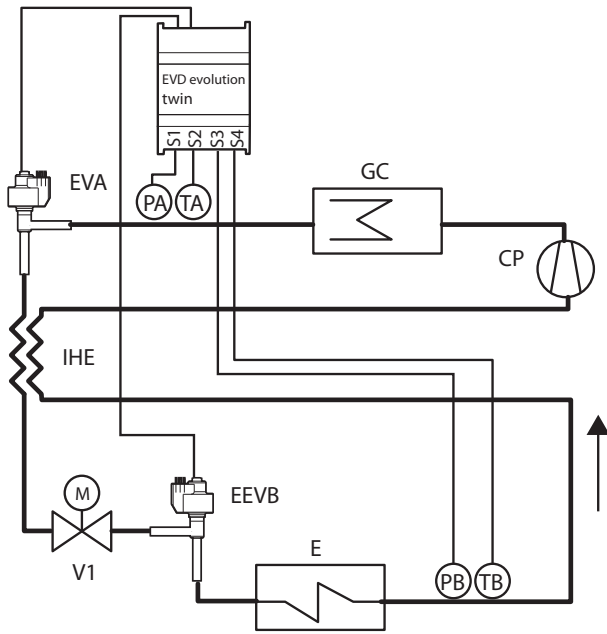 EVD evolution
twin
S1
S2
S3
S4
EVA
PA
TA
GC
CP
IHE
M
EEVB
V1
E
PB
TB